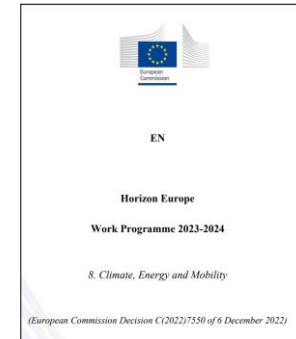 European
Commission
EN
Horizon Europe
Work Programme 2023-2024
8. Climate, Energy and Mobility
(European Commission Decision C(2022)7550 of 6 December 2022)